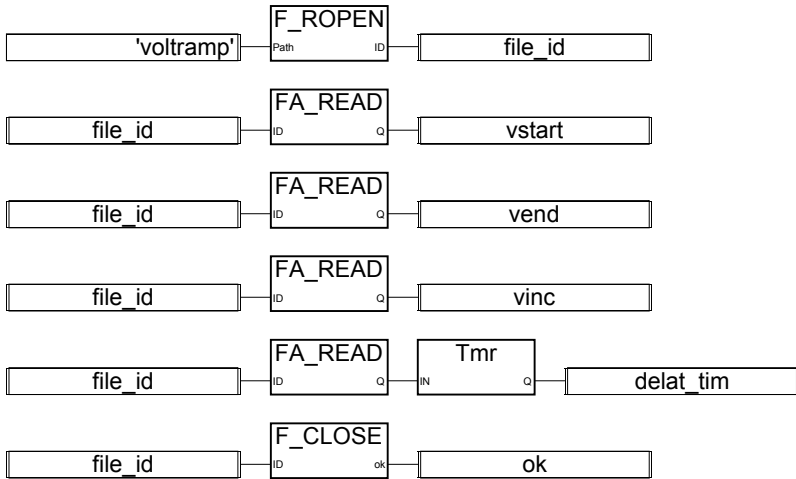 F_ROPEN
'voltramp' Path ID file_id
FA_READ
file_id ID Q vstart
FA_READ
file_id ID Q vend
FA_READ
file_id ID Q vinc
FA_READ Tmr
file_id ID Q IN Q delat_tim
F_CLOSE
file_id ID ok ok